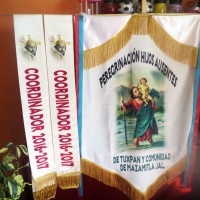 COORDINADOR 2016-2017
COORDINADOR 2016-2017
PEREGRINACIÓN HIJOS AUSENTES
DE TUXPAN Y COMUNIDAD
DE MAZAMITLA JAL.